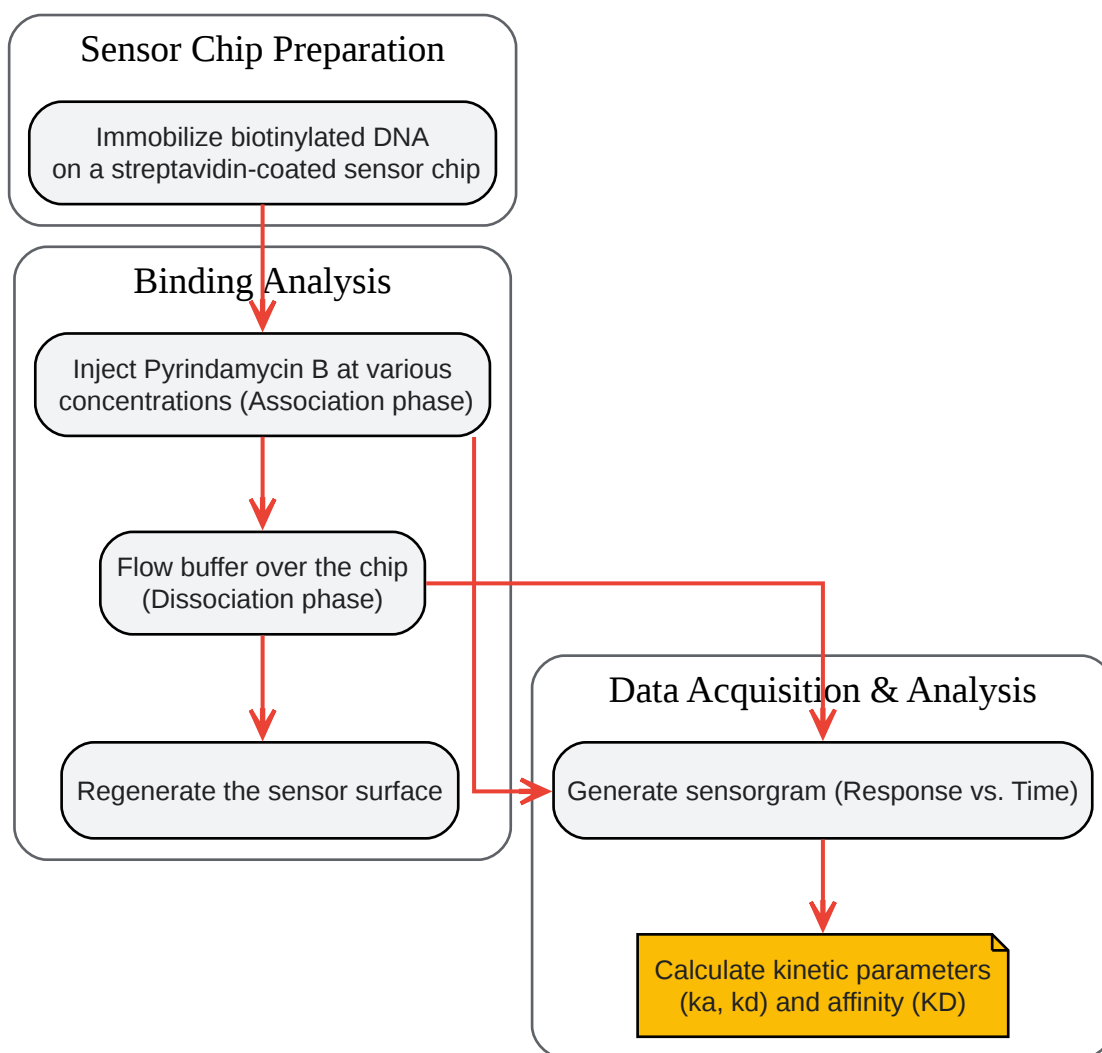 Sensor Chip Preparation
Immobilize biotinylated DNA
on a streptavidin-coated sensor chip
Binding Analysis
Inject Pyrindamycin B at various
concentrations (Association phase)
Flow buffer over the chip
(Dissociation phase)
Regenerate the sensor surface
Data Acquisition & Analysis
Generate sensorgram (Response vs. Time)
Calculate kinetic parameters
(ka, kd) and affinity (KD)